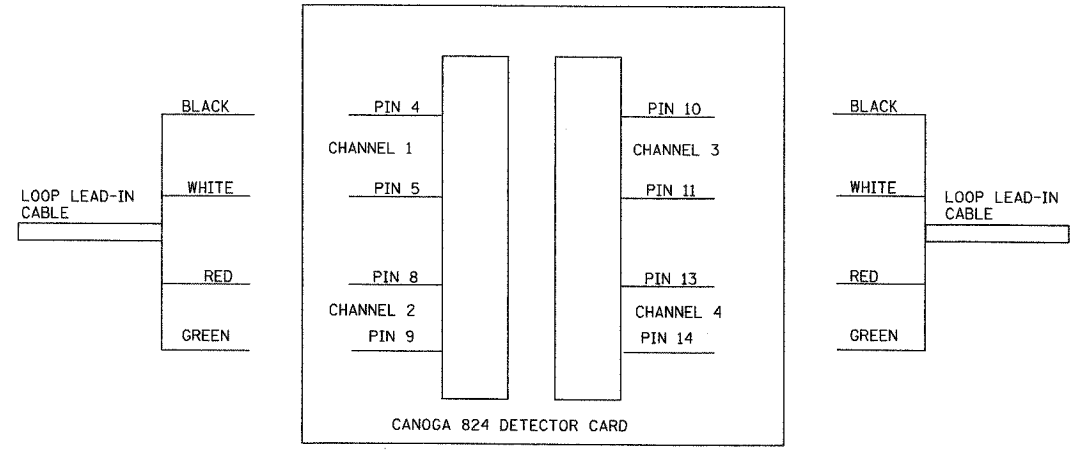 BLACK
PIN 4
PIN 10
BLACK
CHANNEL 1
CHANNEL 3
LOOP LEAD-IN
CABLE
WHITE
PIN 5
PIN 11
WHITE
LOOP LEAD-IN
CABLE
RED
PIN 8
PIN 13
RED
CHANNEL 2
CHANNEL 4
GREEN
PIN 9
PIN 14
GREEN
CANOGA 824 DETECTOR CARD